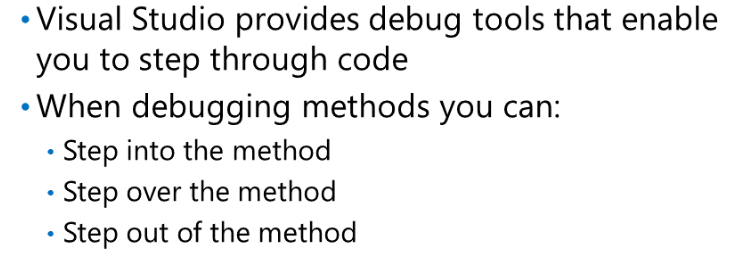 • Visual Studio provides debug tools that enable
you to step through code
• When debugging methods you can:
• Step into the method
• Step over the method
• Step out of the method